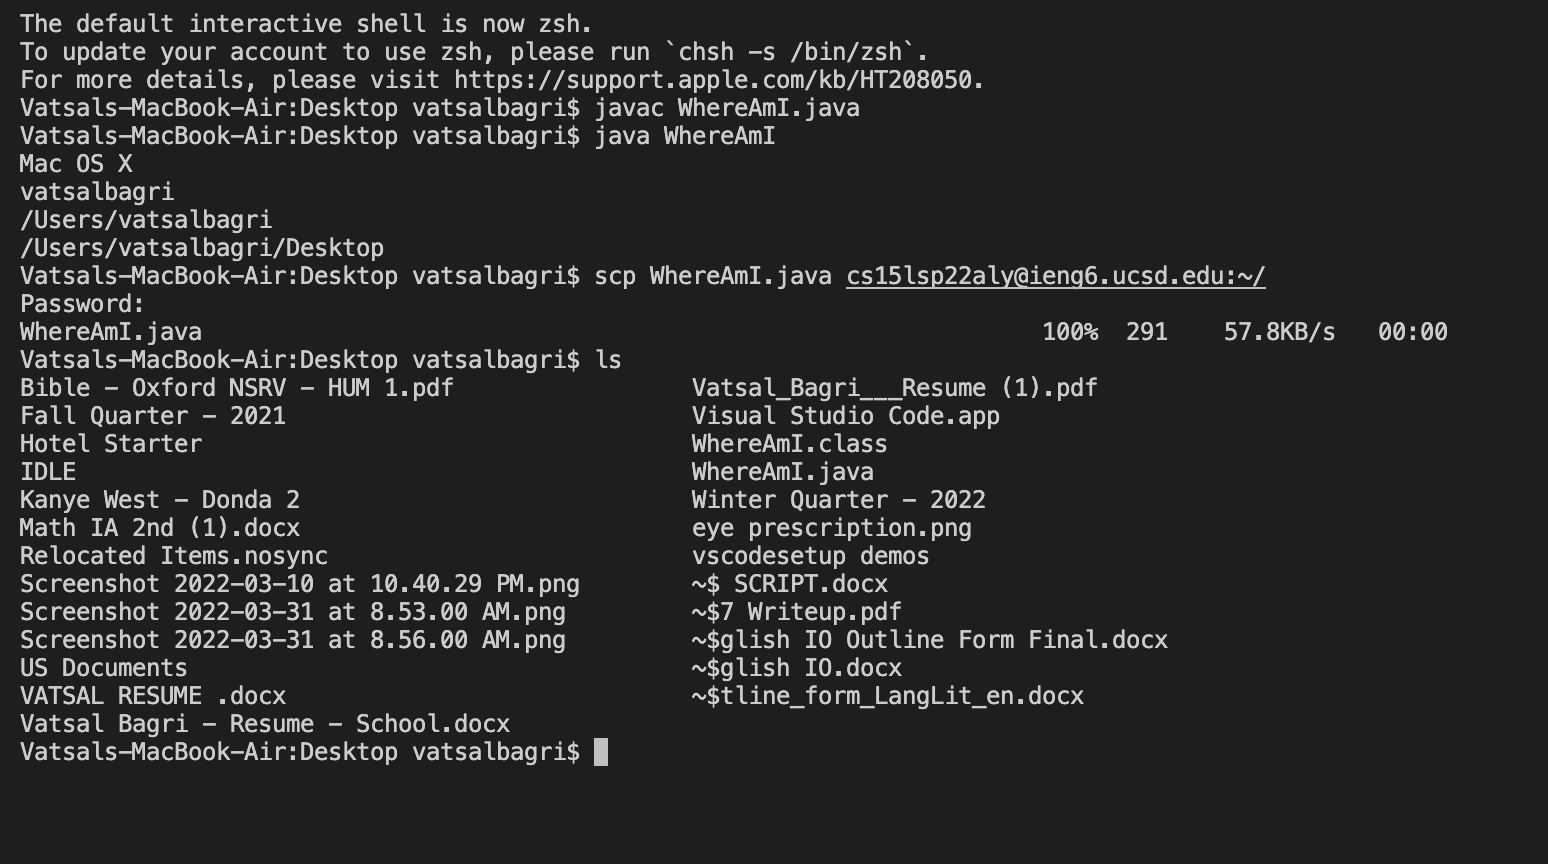 The default interactive shell is now zsh.
To update your account to use zsh, please run `chsh -s /bin/zsh`.
For more details, please visit https://support.apple.com/kb/HT208050.
Vatsals-MacBook-Air:Desktop vatsalbagri$ javac WhereAmI.java
Vatsals-MacBook-Air:Desktop vatsalbagri$ java WhereAmI
Mac OS X
vatsalbagri
/Users/vatsalbagri
/Users/vatsalbagri/Desktop
Vatsals-MacBook-Air:Desktop vatsalbagri$ scp WhereAmI.java cs15lsp22aly@ieng6.ucsd.edu:~/
Password:
WhereAmI.java 100% 291 57.8KB/s 00:00
Vatsals-MacBook-Air:Desktop vatsalbagri$ ls
Bible - Oxford NSRV - HUM 1.pdf Vatsal_Bagri___Resume (1).pdf
Fall Quarter - 2021 Visual Studio Code.app
Hotel Starter WhereAmI.class
IDLE WhereAmI.java
Kanye West - Donda 2 Winter Quarter - 2022
Math IA 2nd (1).docx eye prescription.png
Relocated Items.nosync vscodesetup demos
Screenshot 2022-03-10 at 10.40.29 PM.png ~$ SCRIPT.docx
Screenshot 2022-03-31 at 8.53.00 AM.png ~$7 Writeup.pdf
Screenshot 2022-03-31 at 8.56.00 AM.png ~$glish IO Outline Form Final.docx
US Documents ~$glish IO.docx
VATSAL RESUME .docx ~$tline_form_LangLit_en.docx
Vatsal Bagri - Resume - School.docx
Vatsals-MacBook-Air:Desktop vatsalbagri$